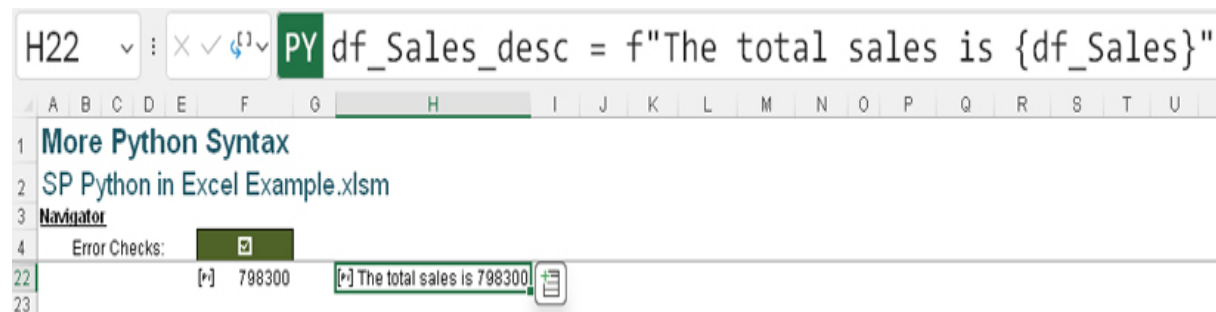 H22 PY df_Sales_desc = f"The total sales is {df_Sales}"
A B C D E F G H I J K L M N O P Q R S T U
1 More Python Syntax
2 SP Python in Excel Example.xlsm
3 Navigator
4 Error Checks:
22 [PY] 798300 [PY] The total sales is 798300
23